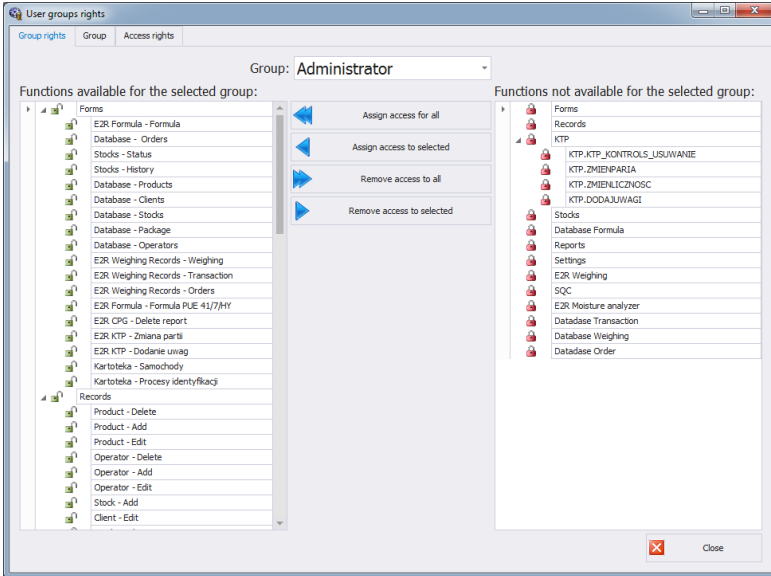 User groups rights
Group rights Group Access rights
Group: Administrator
Functions available for the selected group:
Forms
E2R Formula - Formula
Database - Orders
Stocks - Status
Stocks - History
Database - Products
Database - Clients
Database - Stocks
Database - Package
Database - Operators
E2R Weighing Records - Weighing
E2R Weighing Records - Transaction
E2R Weighing Records - Orders
E2R Formula - Formula PUE 41/7/HY
E2R CPG - Delete report
E2R KTP - Zmiana partii
E2R KTP - Dodanie uwag
Kartoteka - Samochody
Kartoteka - Procesy identyfikacji
Records
Product - Delete
Product - Add
Product - Edit
Operator - Delete
Operator - Add
Operator - Edit
Stock - Add
Client - Edit
Assign access for all
Assign access to selected
Remove access to all
Remove access to selected
Functions not available for the selected group:
Forms
Records
KTP
KTP.KTP_KONTROLS_USUWANIE
KTP.ZMIENPARIA
KTP.ZMIENLICZNOSC
KTP.DODAJUWAGI
Stocks
Database Formula
Reports
Settings
E2R Weighing
SQC
E2R Moisture analyzer
Datadase Transaction
Database Weighing
Datadase Order
Close